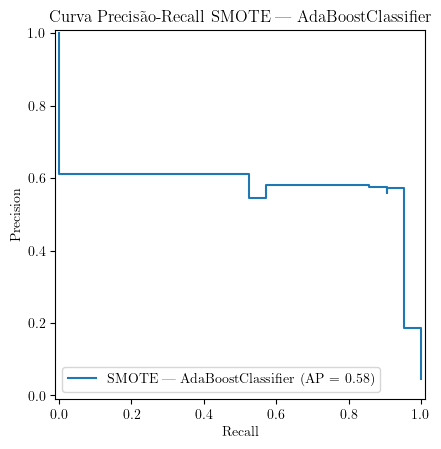 Curva Precisão-Recall SMOTE — AdaBoostClassifier
1.0
0.8
0.6
0.4
0.2
0.0
Precision
SMOTE — AdaBoostClassifier (AP = 0.58)
0.0 0.2 0.4 0.6 0.8 1.0
Recall